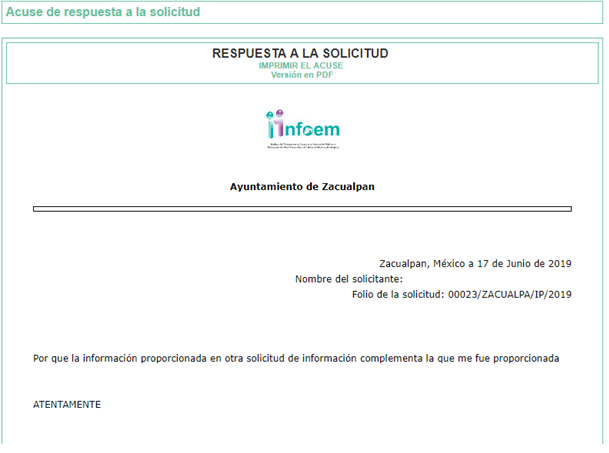 Acuse de respuesta a la solicitud
RESPUESTA A LA SOLICITUD
IMPRIMIR EL ACUSE
Versión en PDF
infoem
Ayuntamiento de Zacualpan
Zacualpan, México a 17 de Junio de 2019
Nombre del solicitante:
Folio de la solicitud: 00023/ZACUALPA/IP/2019
Por que la información proporcionada en otra solicitud de información complementa la que me fue proporcionada
ATENTAMENTE